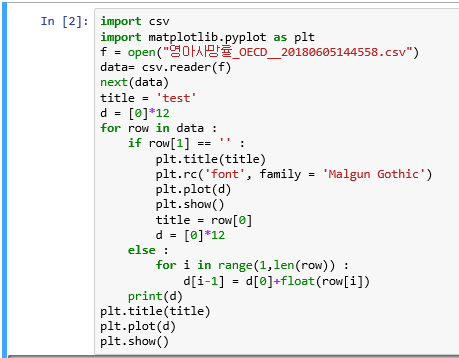 In [2]:
import csv
import matplotlib.pyplot as plt
f = open("영아사망률_OECD__20180605144558.csv")
data= csv.reader(f)
next(data)
title = 'test'
d = [0]*12
for row in data :
    if row[1] == '' :
        plt.title(title)
        plt.rc('font', family = 'Malgun Gothic')
        plt.plot(d)
        plt.show()
        title = row[0]
        d = [0]*12
    else :
        for i in range(1,len(row)) :
            d[i-1] = d[0]+float(row[i])
    print(d)
plt.title(title)
plt.plot(d)
plt.show()